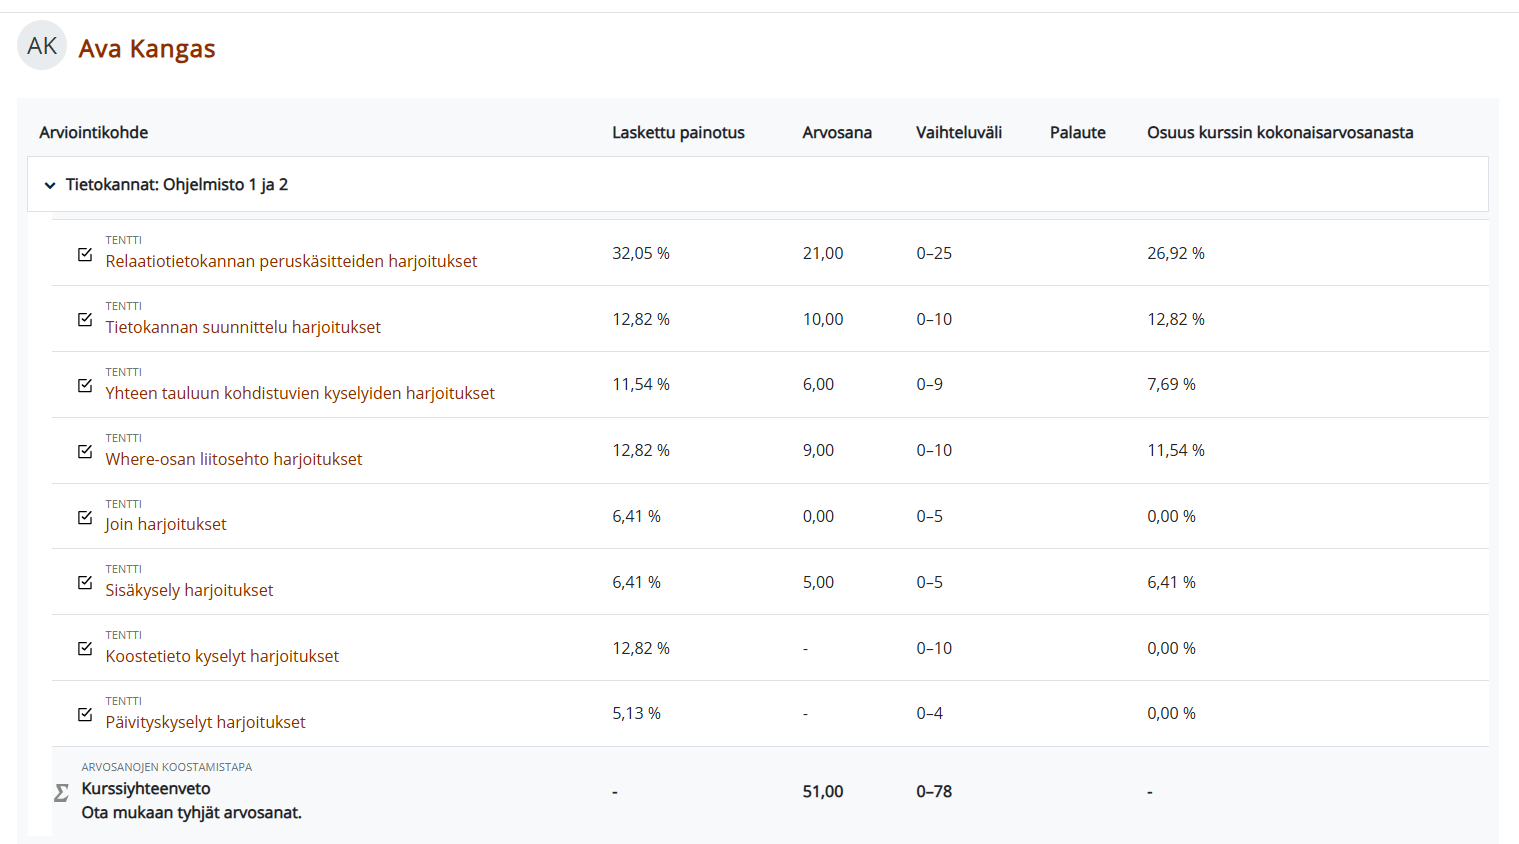 AK Ava Kangas
Arviointikohde Laskettu painotus Arvosana Vaihteluväli Palaute Osuus kurssin kokonaisarvosanasta
Tietokannat: Ohjelmisto 1 ja 2
TENTTI
Relaatiotietokannan peruskäsitteiden harjoitukset 32,05 % 21,00 0–25 26,92 %
TENTTI
Tietokannan suunnittelu harjoitukset 12,82 % 10,00 0–10 12,82 %
TENTTI
Yhteen tauluun kohdistuvien kyselyiden harjoitukset 11,54 % 6,00 0–9 7,69 %
TENTTI
Where-osan liitosehto harjoitukset 12,82 % 9,00 0–10 11,54 %
TENTTI
Join harjoitukset 6,41 % 0,00 0–5 0,00 %
TENTTI
Sisäkysely harjoitukset 6,41 % 5,00 0–5 6,41 %
TENTTI
Koostetieto kyselyt harjoitukset 12,82 % - 0–10 0,00 %
TENTTI
Päivityskyselyt harjoitukset 5,13 % - 0–4 0,00 %
ARVOSANOJEN KOOSTAMISTAPA
Kurssiyhteenveto - 51,00 0–78 -
Ota mukaan tyhjät arvosanat.